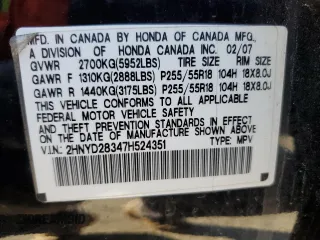 MFD. IN CANADA BY HONDA OF CANADA MFG.,
A DIVISION OF HONDA CANADA INC. 02/07
GVWR 2700KG(5952LBS) TIRE SIZE RIM SIZE
GAWR F 1310KG(2888LBS) P255/55R18 104H 18X8.0J
GAWR R 1440KG(3175LBS) P255/55R18 104H 18X8.0J
THIS VEHICLE CONFORMS TO ALL APPLICABLE
FEDERAL MOTOR VEHICLE SAFETY AND
THEFT PREVENTION STANDARDS IN EFFECT
ON THE DATE OF MANUFACTURE SHOWN ABOVE.
V.I.N.: 2HNYD28347H524351 TYPE: MPV